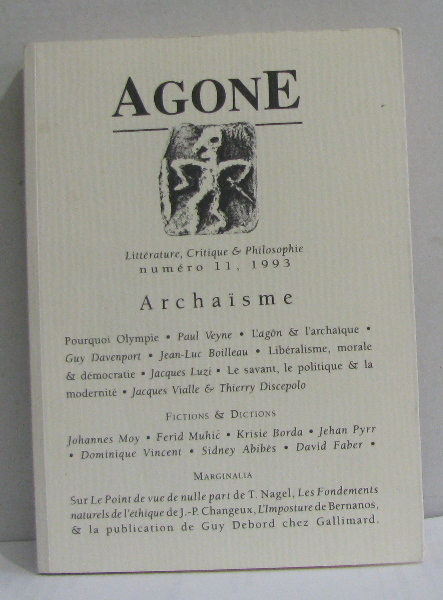 AGONE
Littérature, Critique & Philosophie
numéro 11, 1993
Archaïsme
Pourquoi Olympie • Paul Veyne • L'agôn & l'archaïque •
Guy Davenport • Jean-Luc Boilleau • Libéralisme, morale
& démocratie • Jacques Luzi • Le savant, le politique & la
modernité • Jacques Vialle & Thierry Discepolo
FICTIONS & DICTIONS
Johannes Moy • Ferid Muhić • Krisie Borda • Jehan Pyrr
• Dominique Vincent • Sidney Abibès • David Faber •
MARGINALIA
Sur Le Point de vue de nulle part de T. Nagel, Les Fondements
naturels de l'éthique de J.-P. Changeux, L'Imposture de Bernanos,
& la publication de Guy Debord chez Gallimard.